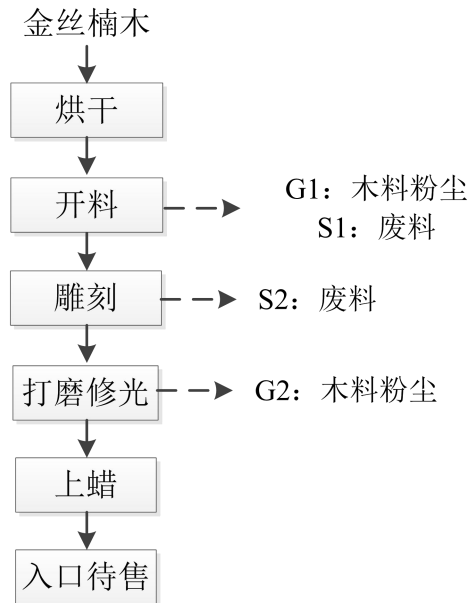 金丝楠木
烘干
开料
G1：木料粉尘
S1：废料
雕刻
S2：废料
打磨修光
G2：木料粉尘
上蜡
入口待售